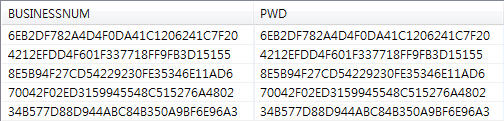 BUSINESSNUM PWD
6EB2DF782A4D4F0DA41C1206241C7F20 6EB2DF782A4D4F0DA41C1206241C7F20
4212EFDD4F601F337718FF9FB3D15155 4212EFDD4F601F337718FF9FB3D15155
8E5B94F27CD54229230FE35346E11AD6 8E5B94F27CD54229230FE35346E11AD6
70042F02ED3159945548C515276A4802 70042F02ED3159945548C515276A4802
34B577D88D944ABC84B350A9BF6E96A3 34B577D88D944ABC84B350A9BF6E96A3